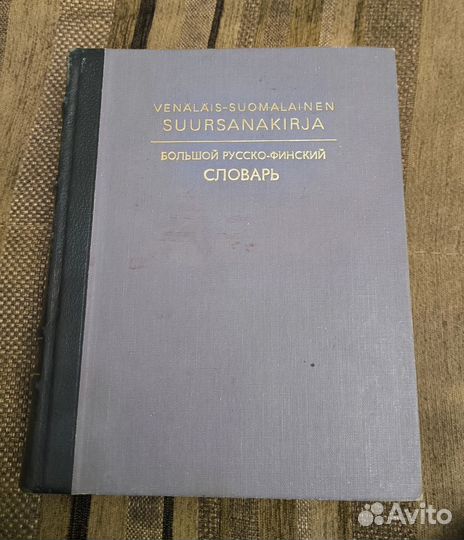 VENÄLÄIS-SUOMALAINEN
SUURSANAKIRJA
БОЛЬШОЙ РУССКО-ФИНСКИЙ
СЛОВАРЬ
Avito